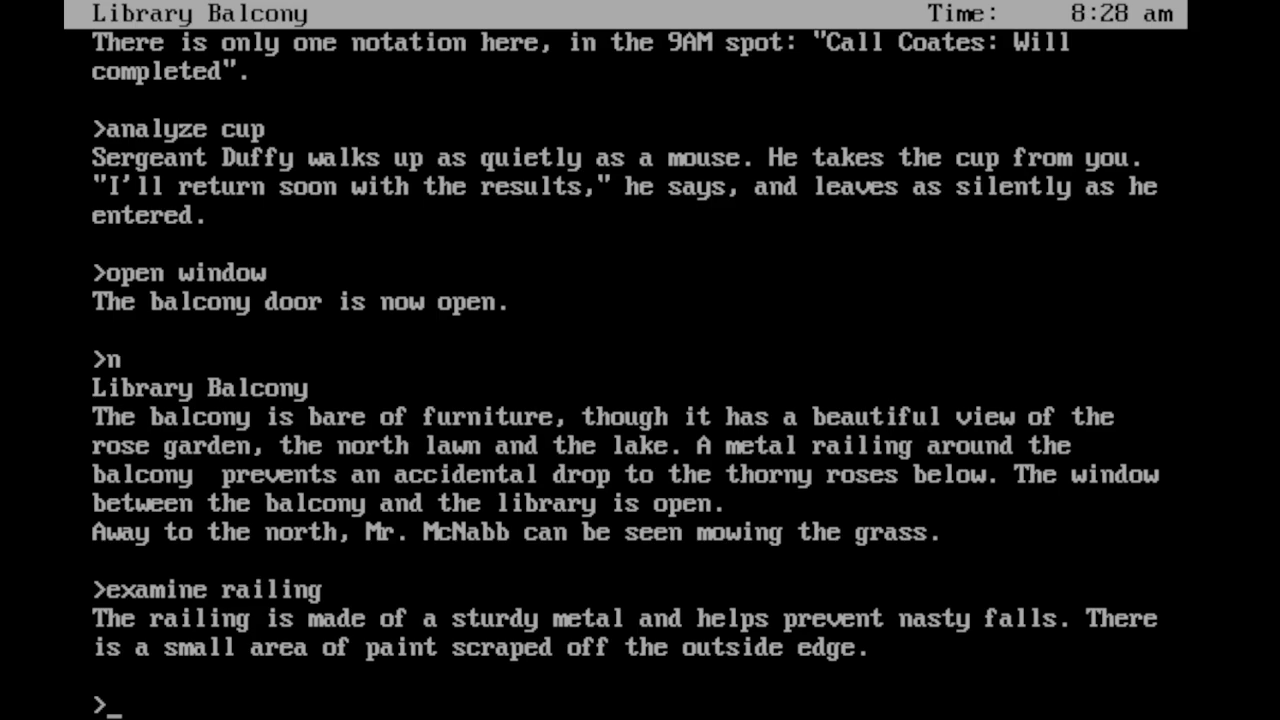 Library Balcony Time: 8:28 am
There is only one notation here, in the 9AM spot: "Call Coates: Will
completed".
>analyze cup
Sergeant Duffy walks up as quietly as a mouse. He takes the cup from you.
"I'll return soon with the results," he says, and leaves as silently as he
entered.
>open window
The balcony door is now open.
>n
Library Balcony
The balcony is bare of furniture, though it has a beautiful view of the
rose garden, the north lawn and the lake. A metal railing around the
balcony  prevents an accidental drop to the thorny roses below. The window
between the balcony and the library is open.
Away to the north, Mr. McNabb can be seen mowing the grass.
>examine railing
The railing is made of a sturdy metal and helps prevent nasty falls. There
is a small area of paint scraped off the outside edge.
>_